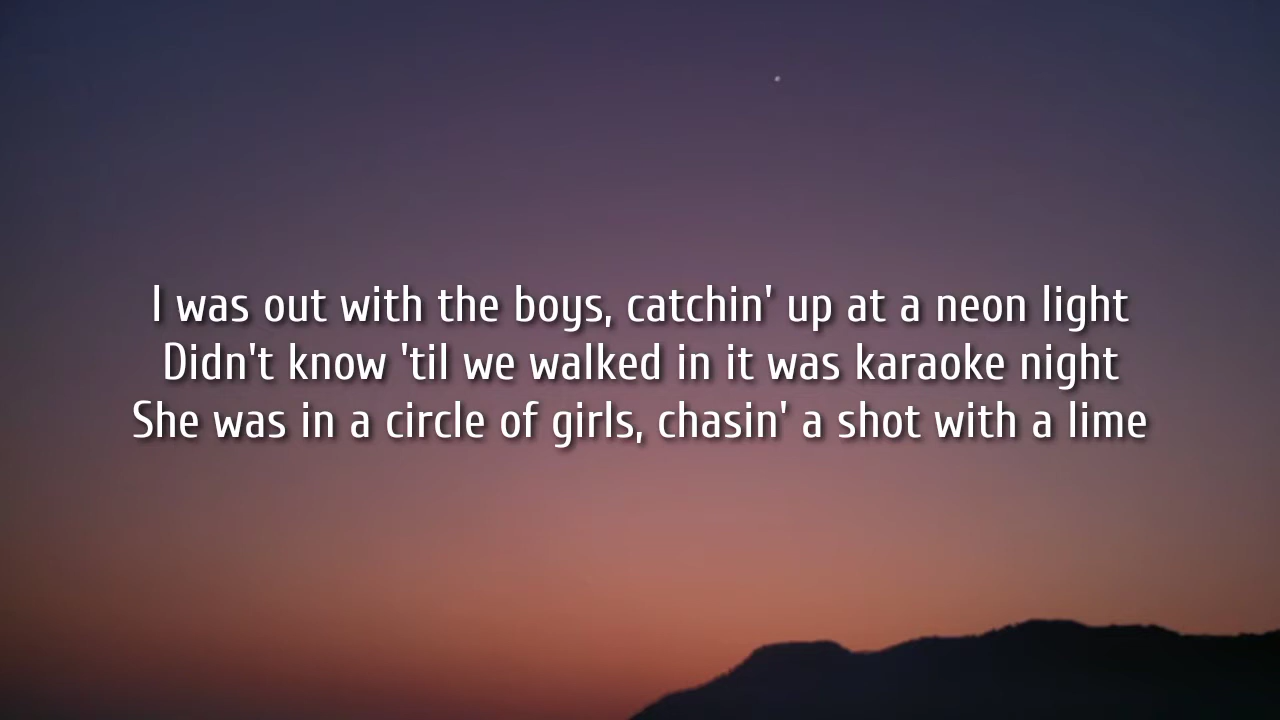 I was out with the boys, catchin' up at a neon light
Didn't know 'til we walked in it was karaoke night
She was in a circle of girls, chasin' a shot with a lime